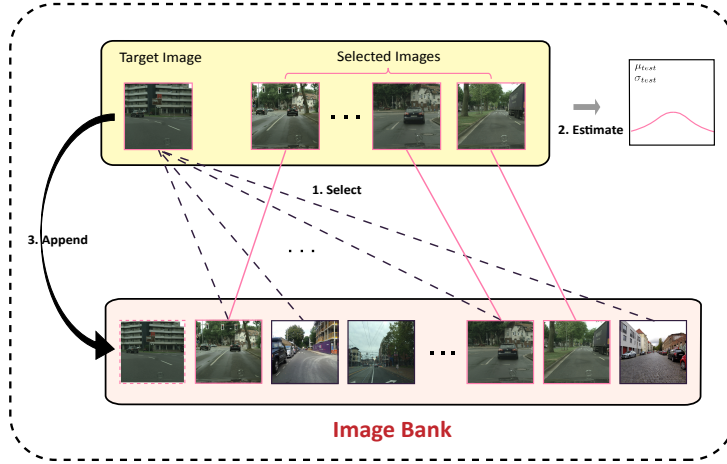 Target Image
Selected Images
μtest
σtest
2. Estimate
1. Select
3. Append
Image Bank